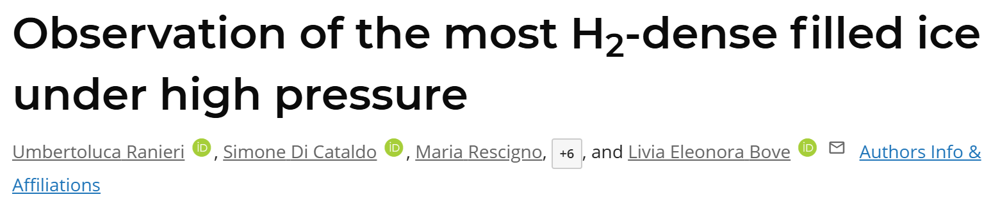 Observation of the most H₂-dense filled ice
under high pressure
Umbertoluca Ranieri iD, Simone Di Cataldo iD, Maria Rescigno, +6, and Livia Eleonora Bove iD Authors Info &
Affiliations